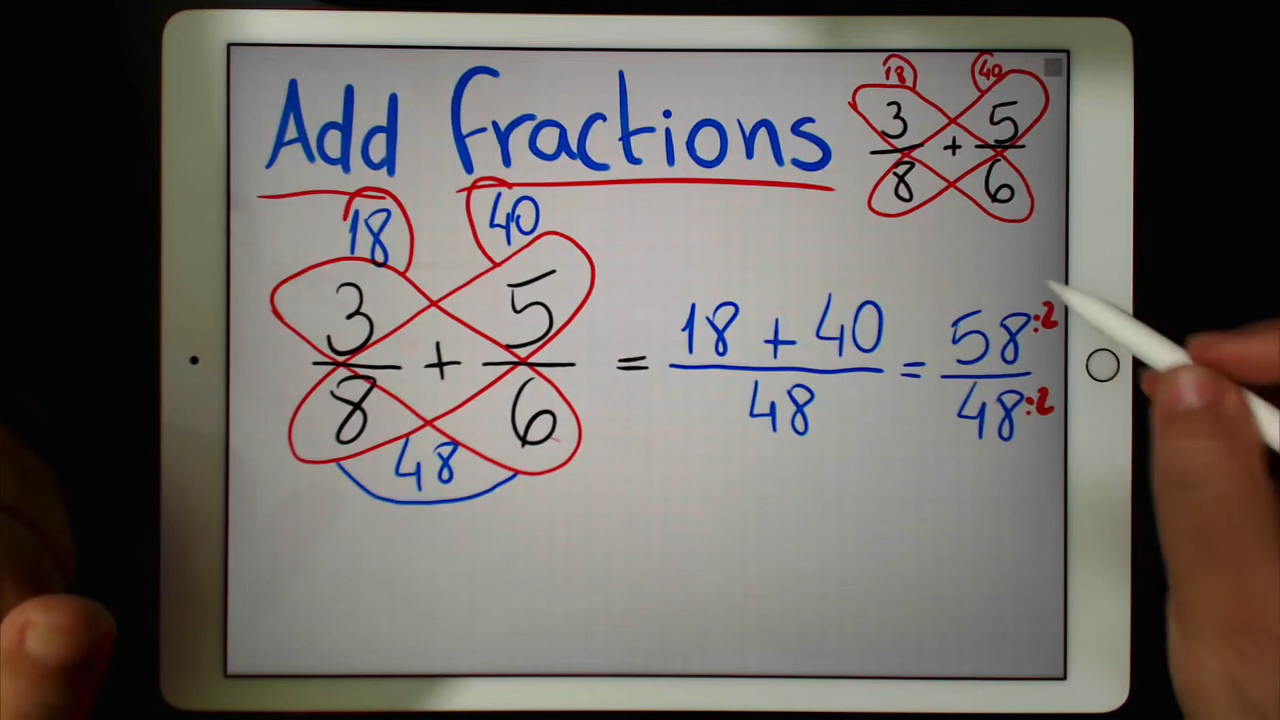 Add fractions
18 40
3/8 + 5/6
18 40
3/8 + 5/6 = 18 + 40/48 = 58:2/48:2
48